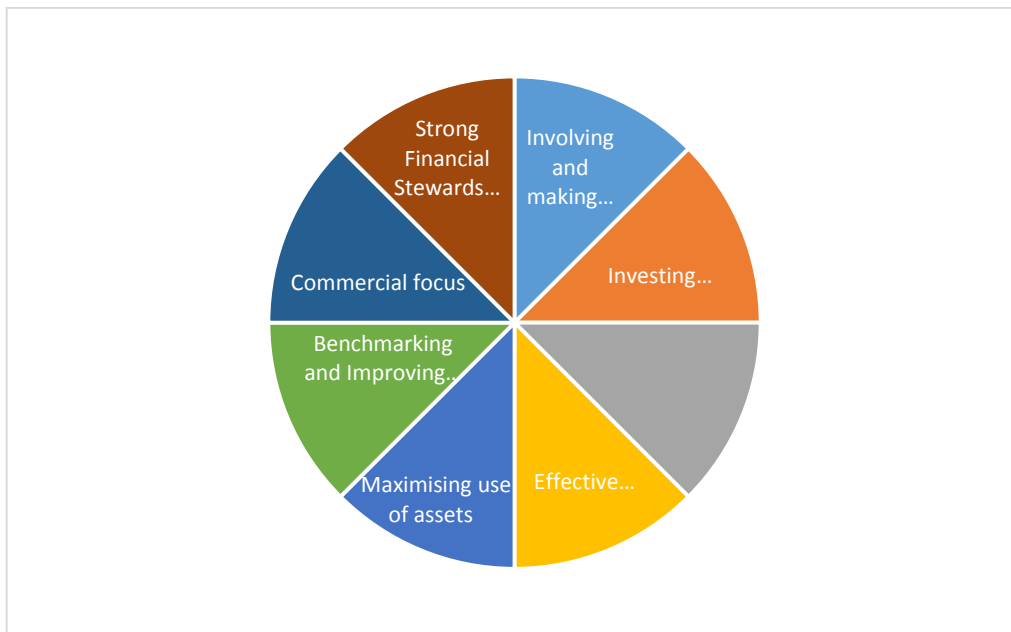 Strong
Financial
Stewards...
Involving
and
making...
Commercial focus
Investing...
Benchmarking
and Improving..
Maximising use
of assets
Effective...